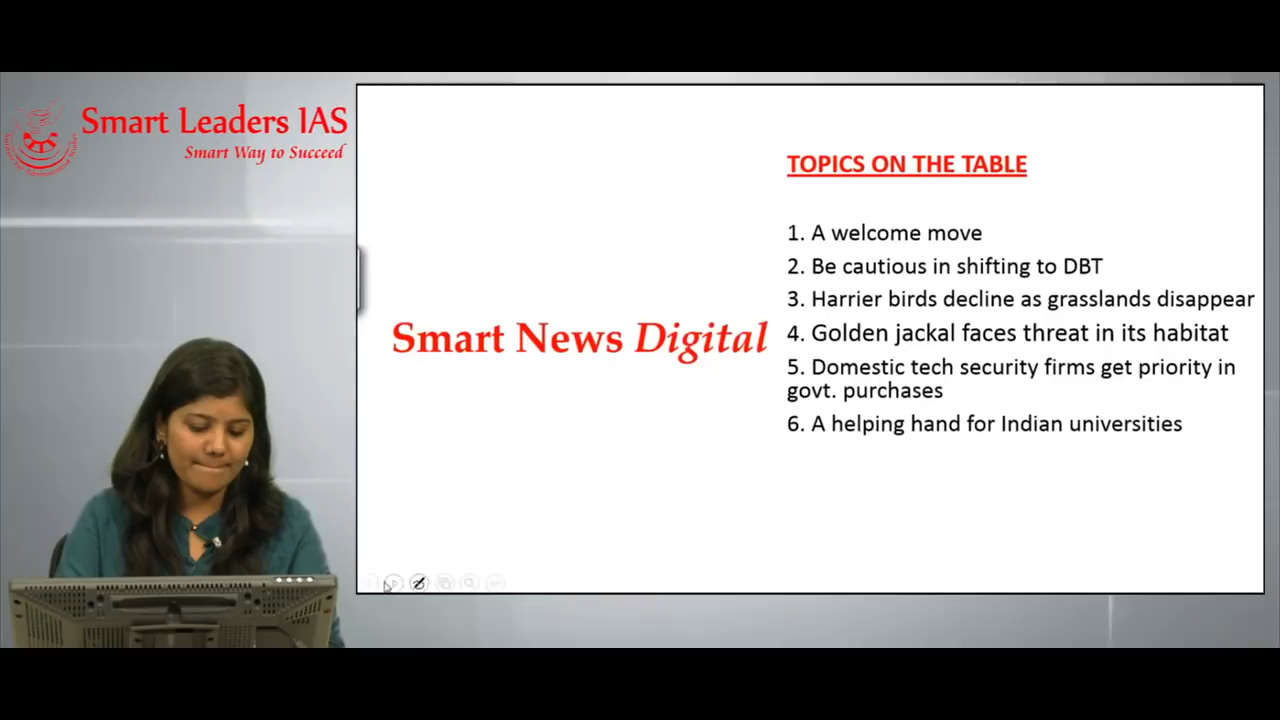 Smart Leaders IAS
Smart Way to Succeed
TOPICS ON THE TABLE
1. A welcome move
2. Be cautious in shifting to DBT
3. Harrier birds decline as grasslands disappear
Smart News Digital
4. Golden jackal faces threat in its habitat
5. Domestic tech security firms get priority in
govt. purchases
6. A helping hand for Indian universities